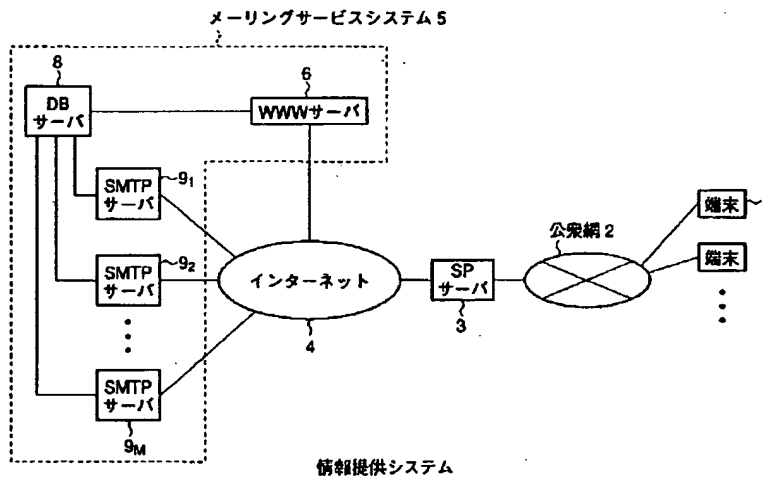 メーリングサービスシステム5
8
DB
サーバ
6
WWWサーバ
SMTP
サーバ
9₁
SMTP
サーバ
9₂
SMTP
サーバ
9M
インターネット
4
SP
サーバ
3
公衆網2
端末
端末
情報提供システム